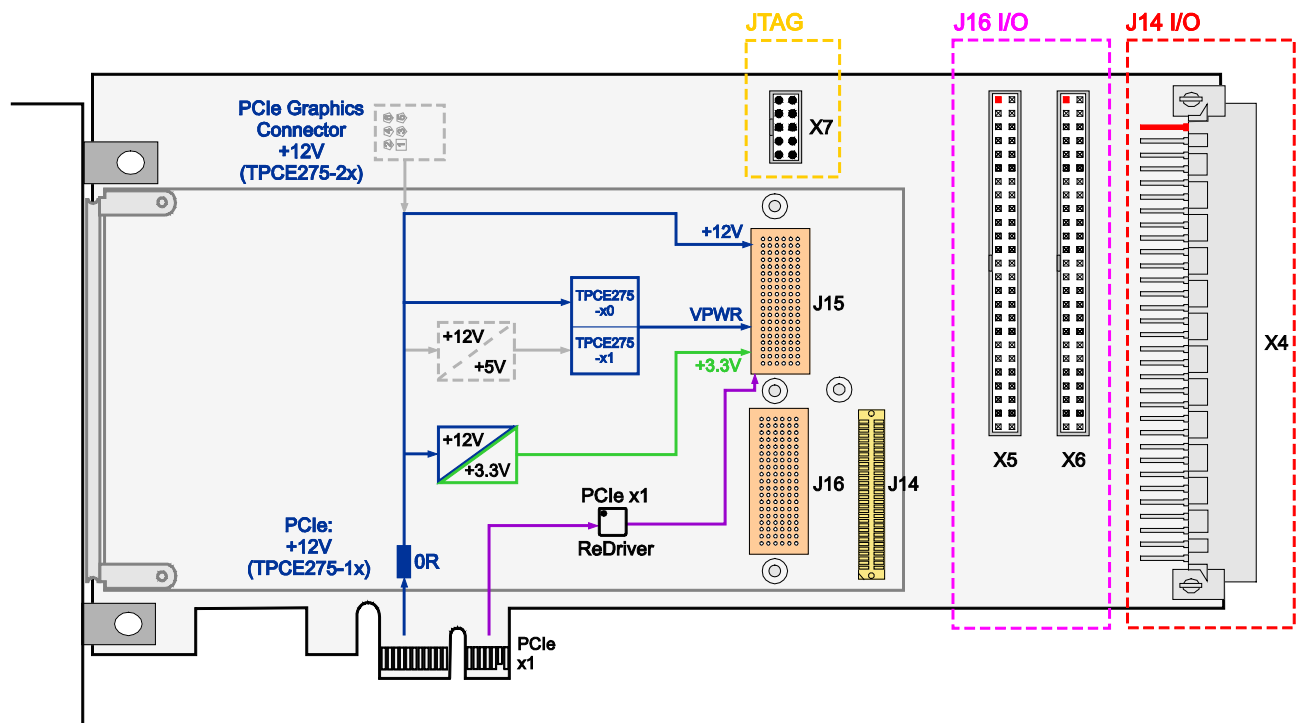 JTAG
J16 I/O
J14 I/O
PCIe Graphics
Connector
+12V
(TPCE275-2x)
1
X7
+12V
TPCE275
-x0
VPWR
J15
TPCE275
-x1
+12V
+5V
+3.3V
X4
+12V
+3.3V
X5
X6
J16
J14
PCIe x1
ReDriver
PCIe:
+12V
(TPCE275-1x)
0R
PCIe
x1